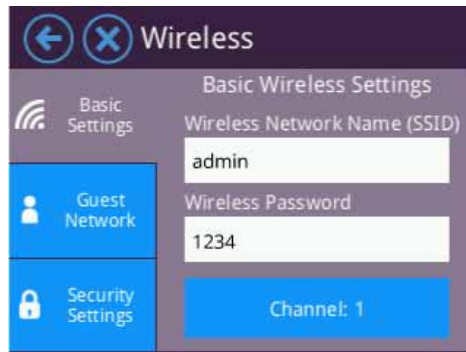 Wireless
Basic
Settings
Guest
Network
Security
Settings
Basic Wireless Settings
Wireless Network Name (SSID)
admin
Wireless Password
1234
Channel: 1